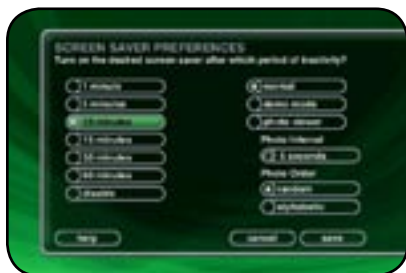 SCREEN SAVER PREFERENCES
Turn on the desired screen saver after which period of inactivity?
1 minute
5 minutes
10 minutes
15 minutes
30 minutes
60 minutes
disable
normal
demo mode
photo viewer
Photo Interval
5 seconds
Photo Order
random
alphabetic
help
cancel
save